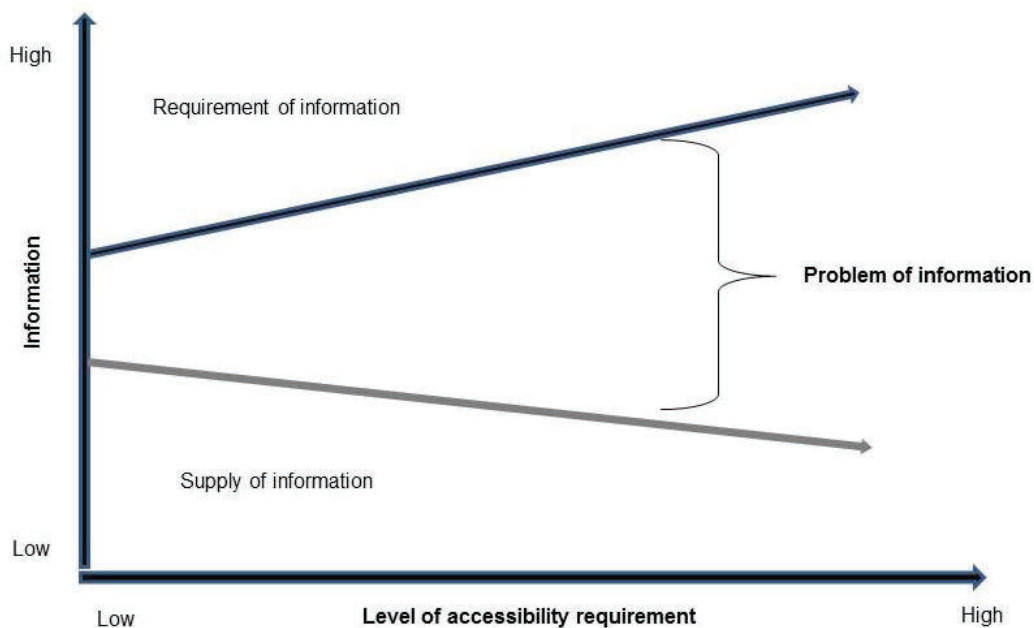 High
Requirement of information
Information
Problem of information
Supply of information
Low
Low
Level of accessibility requirement
High